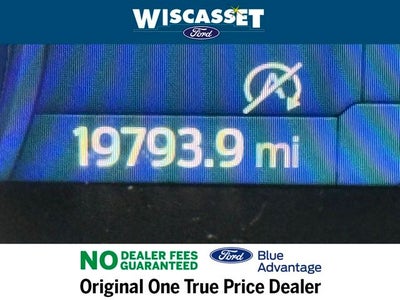 WISCASSET
Ford
A
19793.9 mi
NO DEALER FEES GUARANTEED
Ford Blue Advantage
Original One True Price Dealer